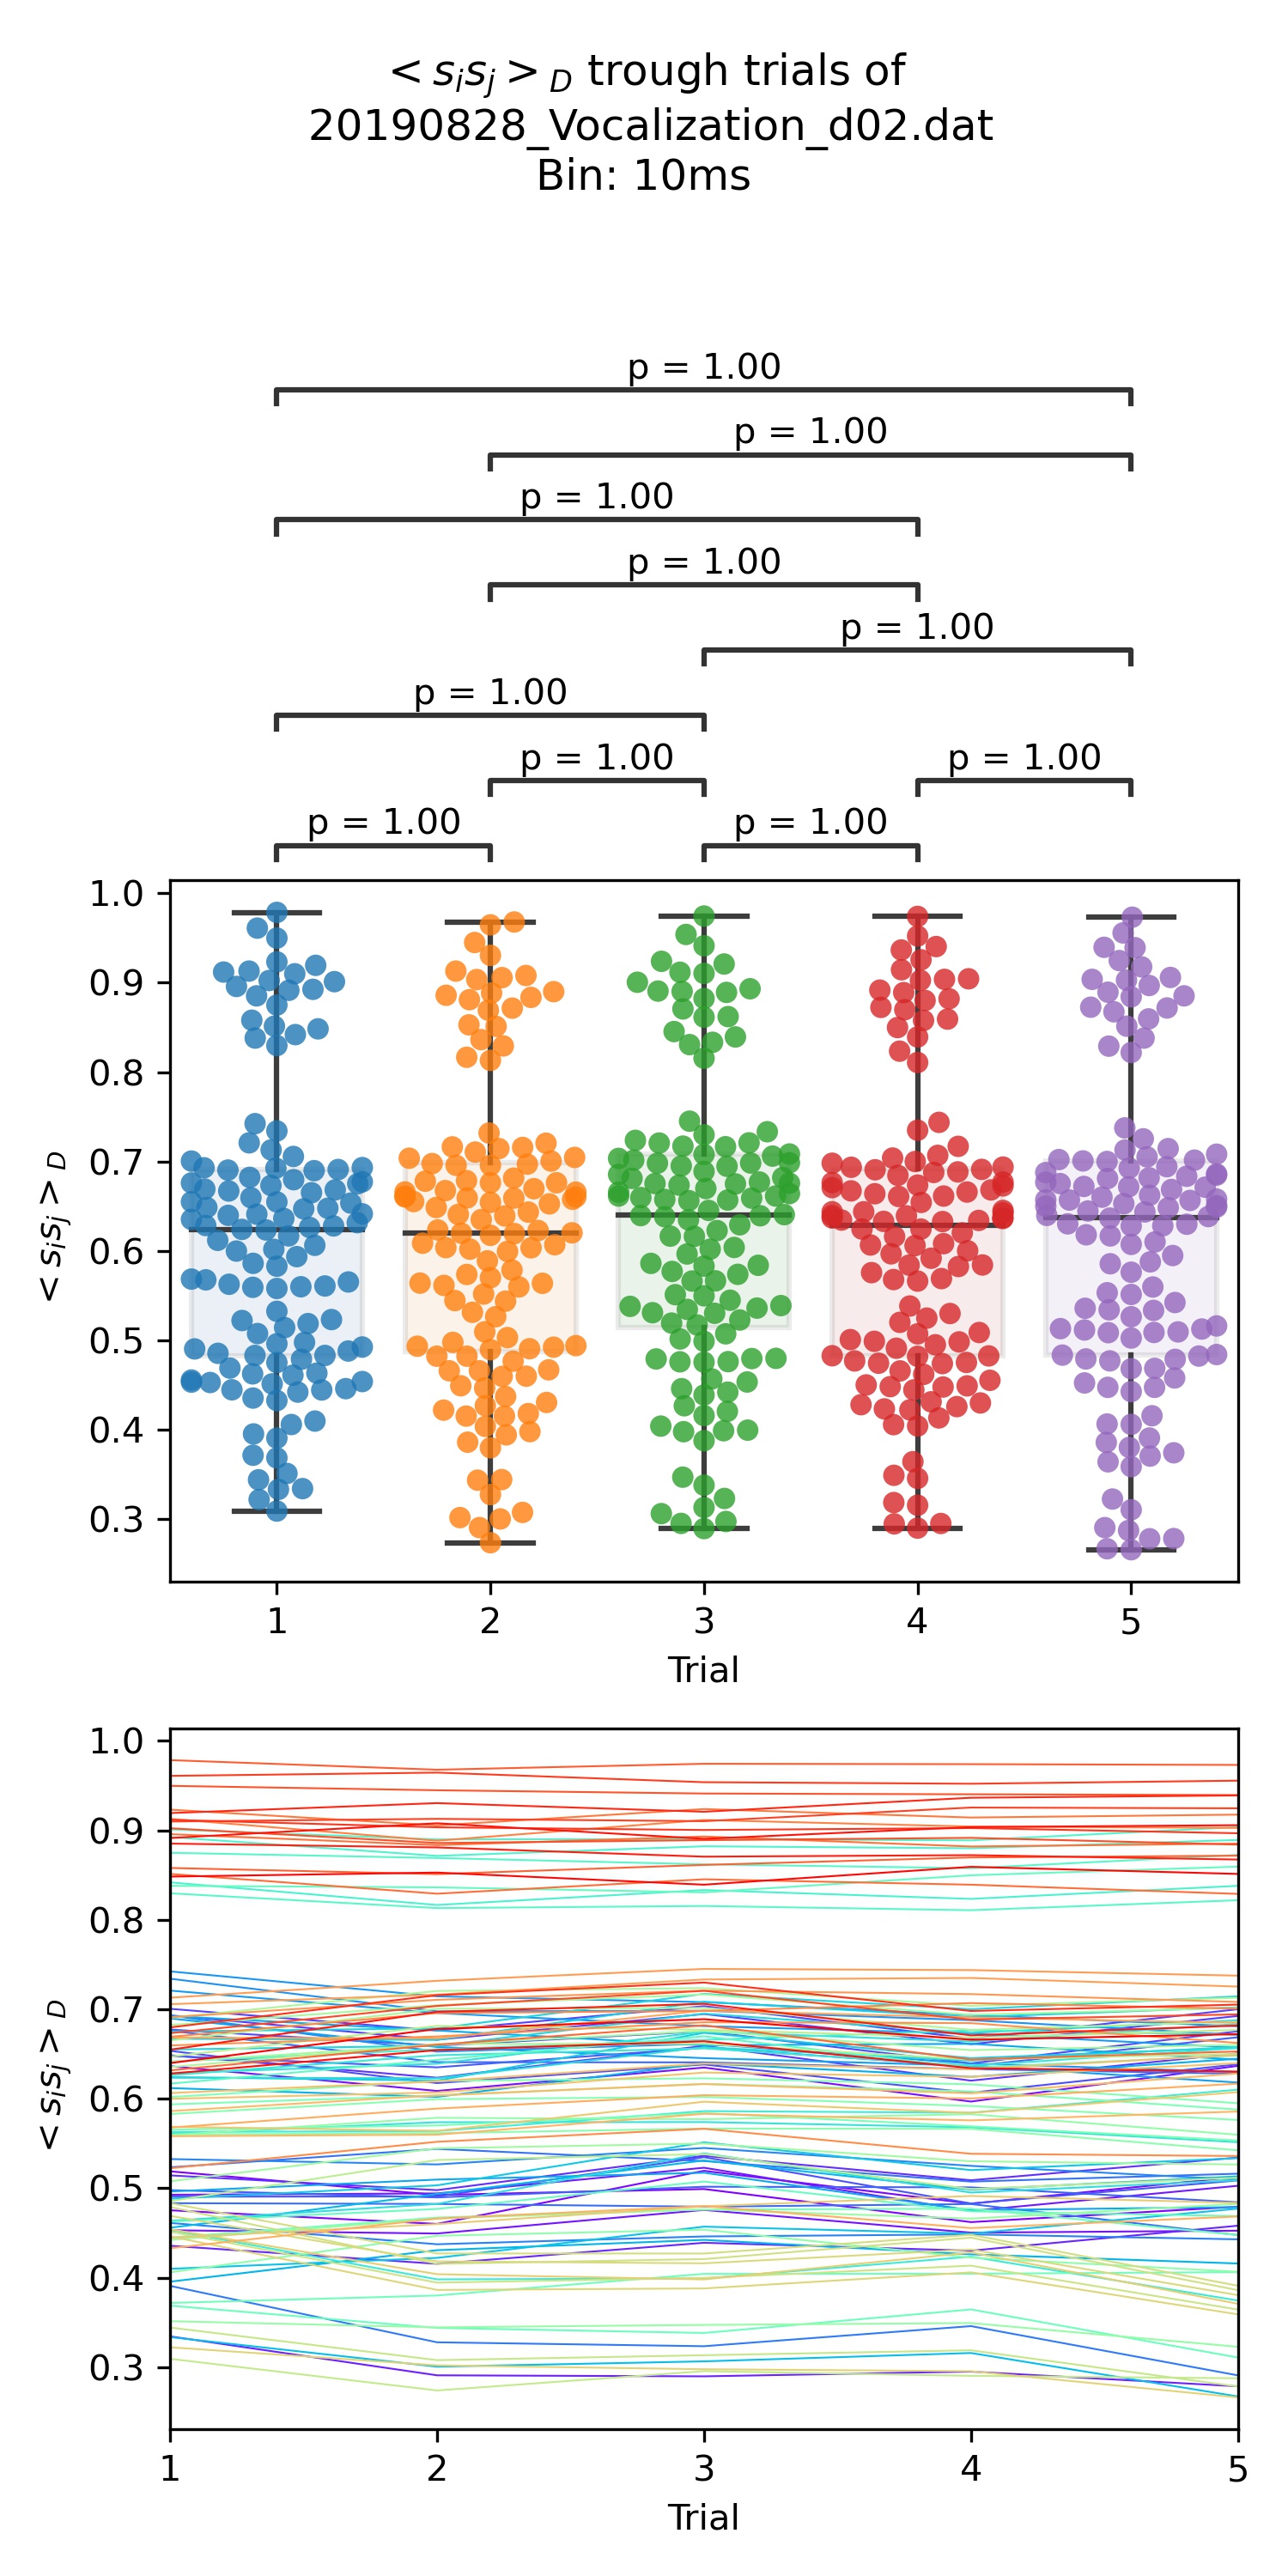 < s_i s_j >_D trough trials of
20190828_Vocalization_d02.dat
Bin: 10ms
p = 1.00
p = 1.00
p = 1.00
p = 1.00
p = 1.00
p = 1.00
p = 1.00 p = 1.00
p = 1.00 p = 1.00
1.0
0.9
0.8
0.7
0.6
0.5
0.4
0.3
< s_i s_j >_D
1 2 3 4 5
Trial
1.0
0.9
0.8
0.7
0.6
0.5
0.4
0.3
< s_i s_j >_D
1 2 3 4 5
Trial